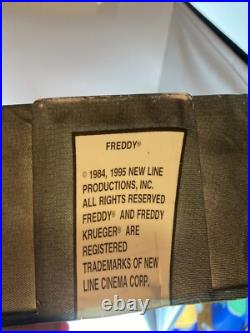 FREDDY®
© 1984, 1995 NEW LINE
PRODUCTIONS, INC.
ALL RIGHTS RESERVED
FREDDY® AND FREDDY
KRUEGER® ARE
REGISTERED
TRADEMARKS OF NEW
LINE CINEMA CORP.